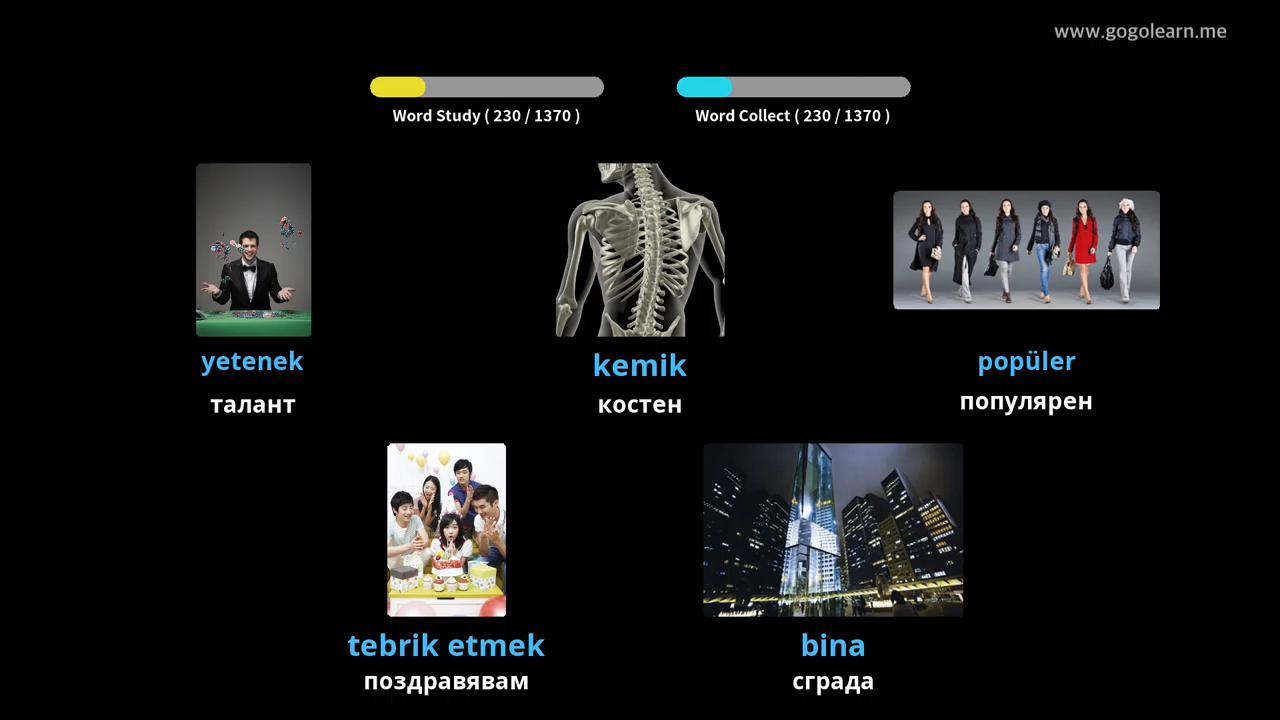 www.gogolearn.me
Word Study ( 230 / 1370 )
Word Collect ( 230 / 1370 )
yetenek
талант
kemik
костен
popüler
популярен
tebrik etmek
поздравявам
bina
сграда